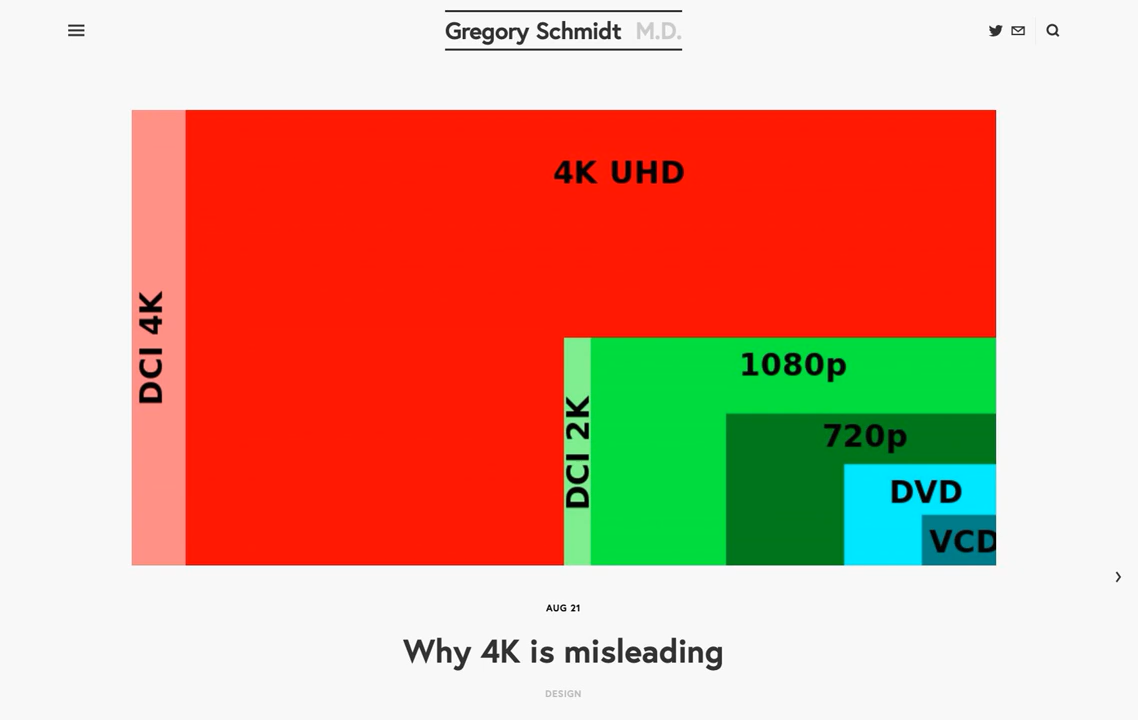 Gregory Schmidt M.D.
4K UHD
DCI 4K
1080p
DCI 2K
720p
DVD
VCD
AUG 21
Why 4K is misleading
DESIGN